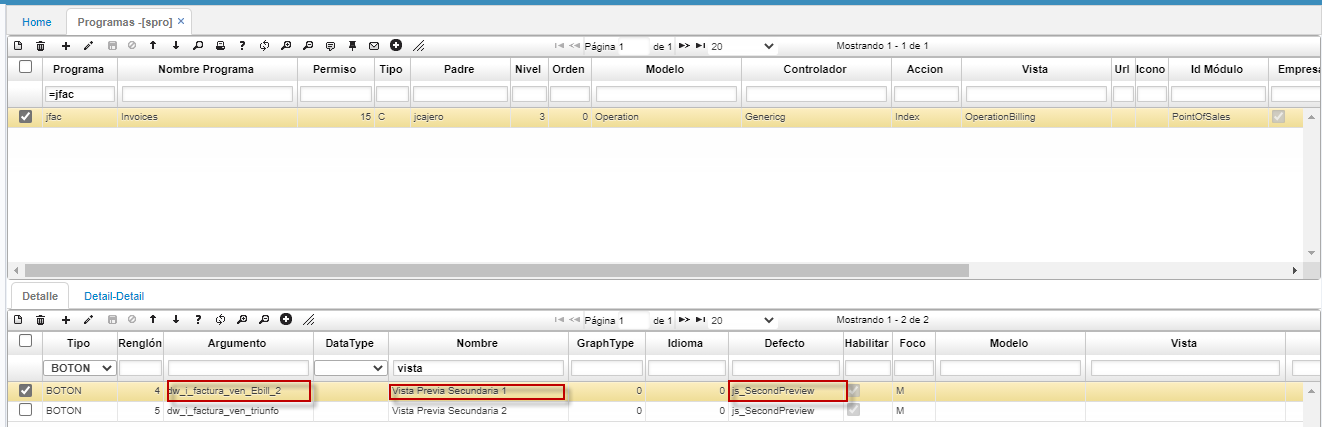 Home Programas -[spro] ×
Página 1 de 1 20 Mostrando 1 - 1 de 1
Programa Nombre Programa Permiso Tipo Padre Nivel Orden Modelo Controlador Accion Vista Url Icono Id Módulo Empresa
=jfac
jfac Invoices 15 C jcajero 3 0 Operation Genericg Index OperationBilling PointOfSales
Detalle Detail-Detail
Página 1 de 1 20 Mostrando 1 - 2 de 2
Tipo Renglón Argumento DataType Nombre GraphType Idioma Defecto Habilitar Foco Modelo Vista
BOTON vista
BOTON 4 dw_i_factura_ven_Ebill_2 Vista Previa Secundaria 1 0 0 js_SecondPreview M
BOTON 5 dw_i_factura_ven_triunfo Vista Previa Secundaria 2 0 0 js_SecondPreview M